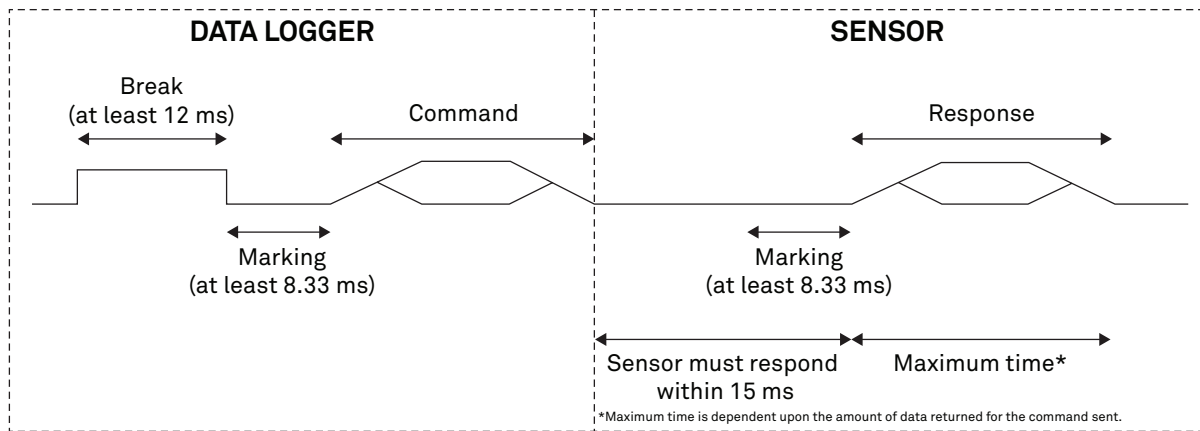 DATA LOGGER
Break
(at least 12 ms)
Command
Marking
(at least 8.33 ms)
SENSOR
Response
Marking
(at least 8.33 ms)
Sensor must respond
within 15 ms
Maximum time*
*Maximum time is dependent upon the amount of data returned for the command sent.